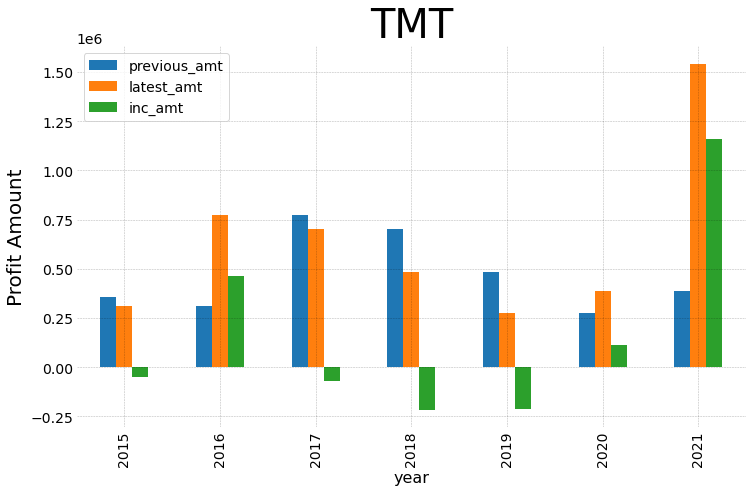 TMT
1e6
previous_amt
latest_amt
inc_amt
Profit Amount
1.50
1.25
1.00
0.75
0.50
0.25
0.00
−0.25
2015
2016
2017
2018
2019
2020
2021
year